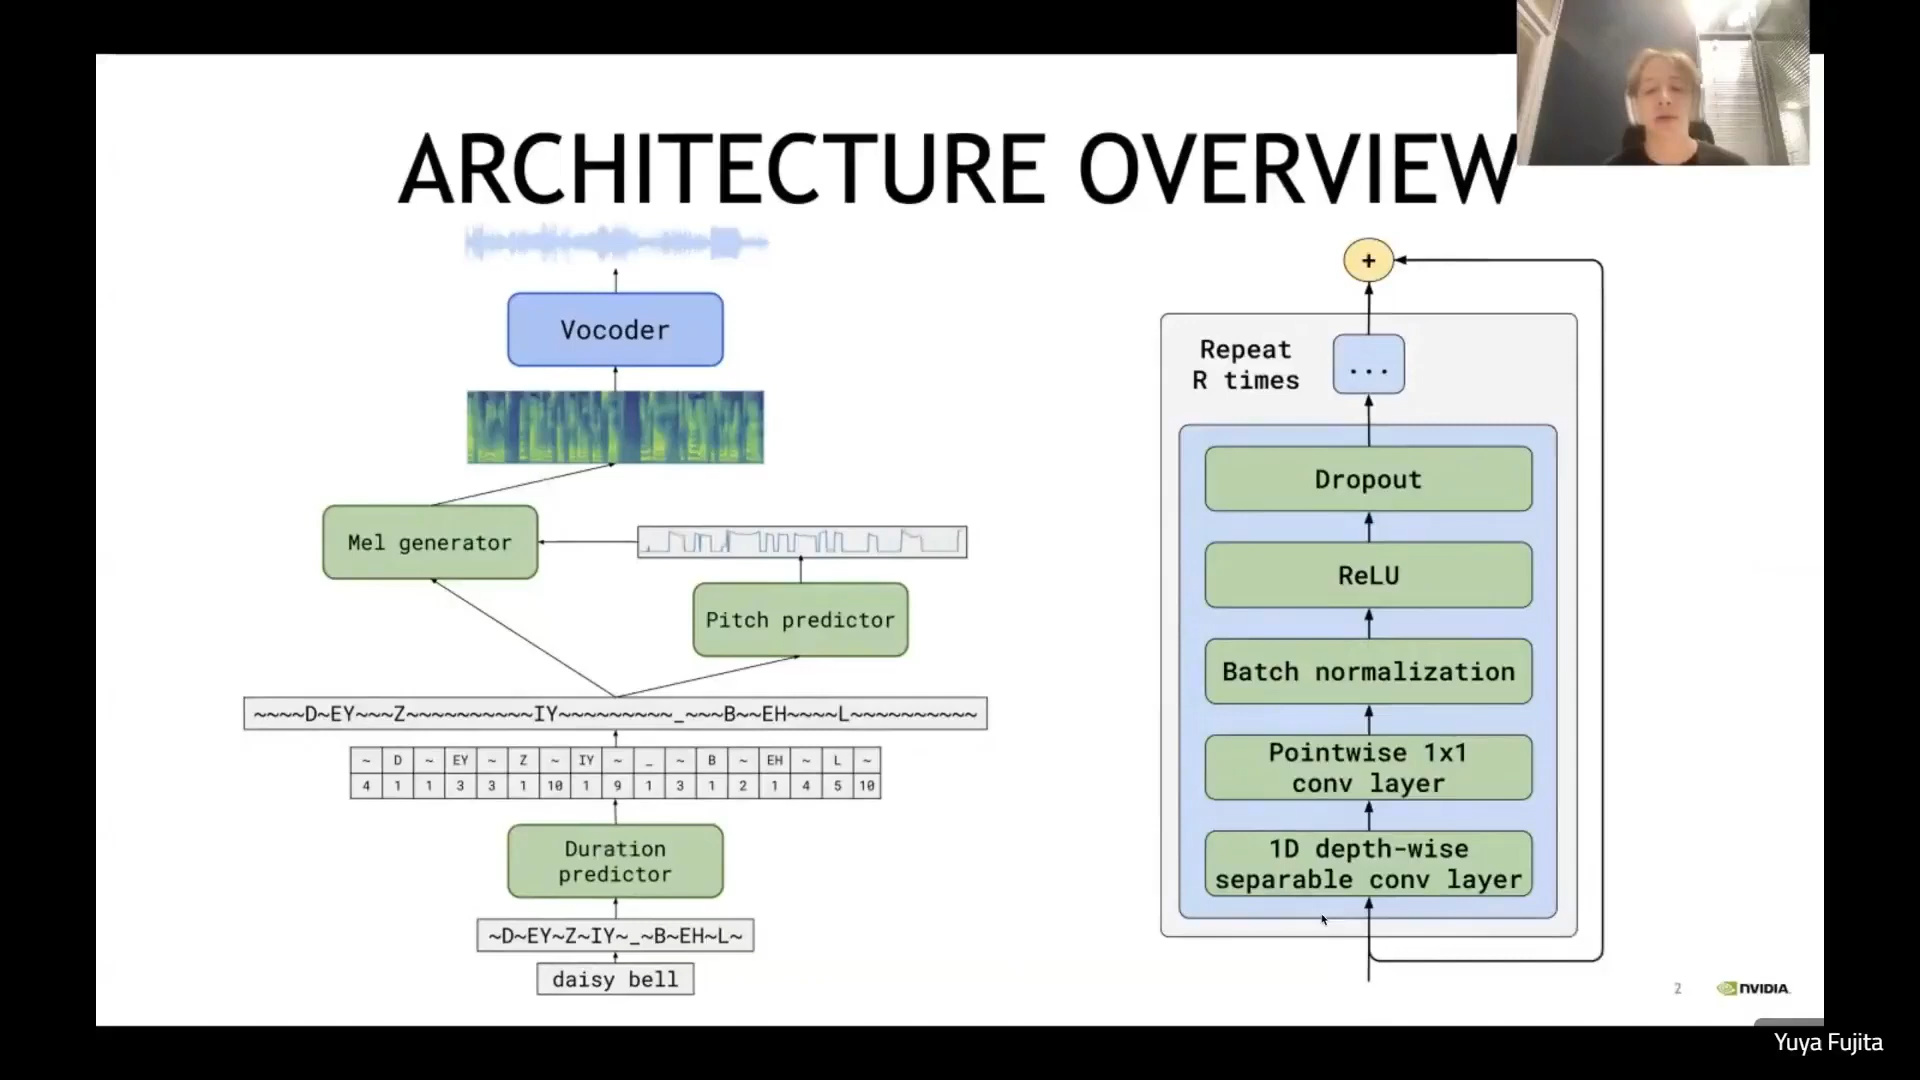 ARCHITECTURE OVERVIEW
Vocoder
Mel generator
Pitch predictor
~~~~D~EY~~~Z~~~~~~~~~~IY~~~~~~~~~_~~~B~~EH~~~~L~~~~~~~~~~
~ D ~ EY ~ Z ~ IY ~ _ ~ B ~ EH ~ L ~
4 1 1 3 3 1 10 1 9 1 3 1 2 1 4 5 10
Duration
predictor
~D~EY~Z~IY~_~B~EH~L~
daisy bell
+
Repeat
R times
...
Dropout
ReLU
Batch normalization
Pointwise 1x1
conv layer
1D depth-wise
separable conv layer
2
NVIDIA.
Yuya Fujita